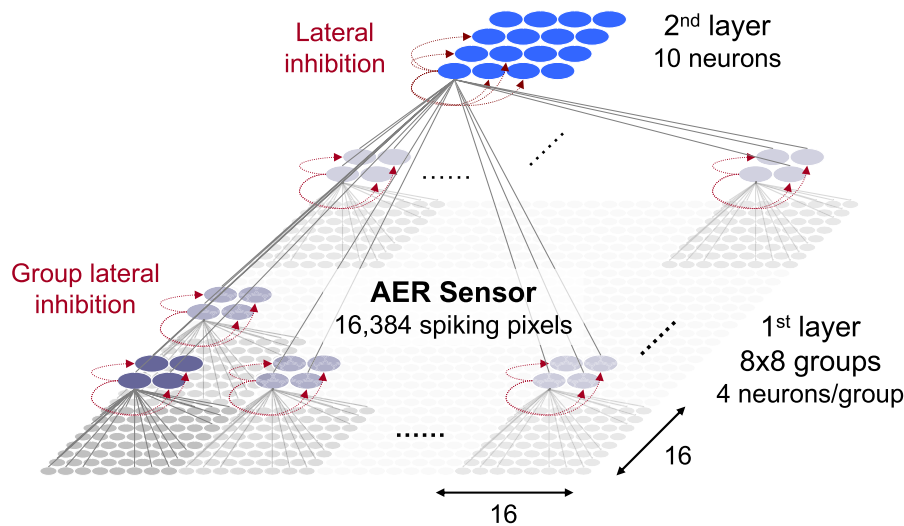 Lateral
inhibition
2nd layer
10 neurons
......
......
Group lateral
inhibition
AER Sensor
16,384 spiking pixels
......
1st layer
8x8 groups
4 neurons/group
......
16
16